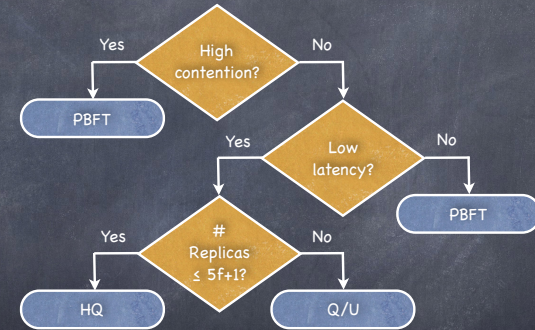 Yes
High
contention?
No
PBFT
Yes
Low
latency?
No
PBFT
Yes
#
Replicas
≤ 5f+1?
No
HQ
Q/U